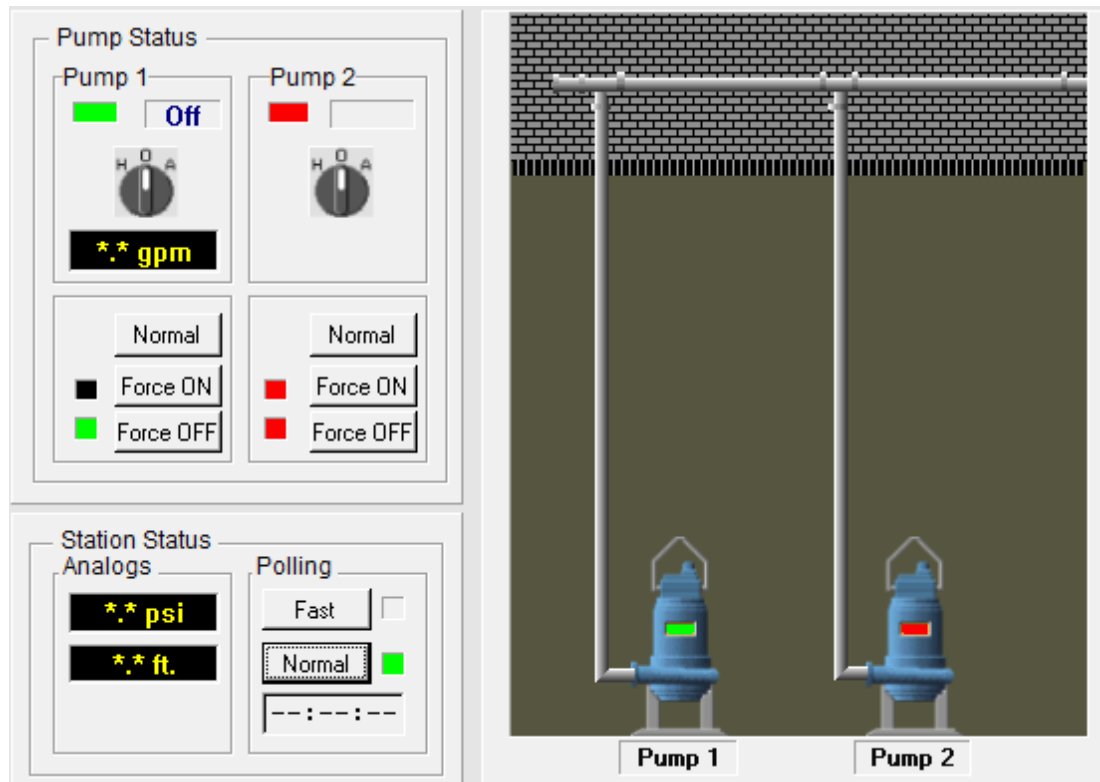 Pump Status
Pump 1
Off
H O A
*.* gpm
Normal
Force ON
Force OFF
Pump 2
H O A
Normal
Force ON
Force OFF
Station Status
Analogs
*.* psi
*.* ft.
Polling
Fast
Normal
--:--:--
Pump 1
Pump 2